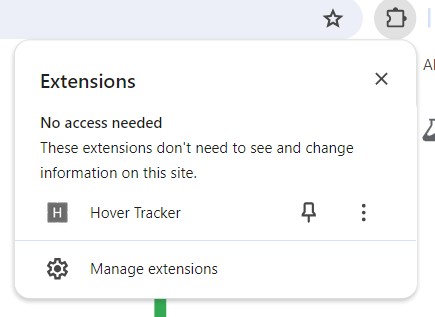 Extensions
No access needed
These extensions don't need to see and change
information on this site.
H Hover Tracker
Manage extensions